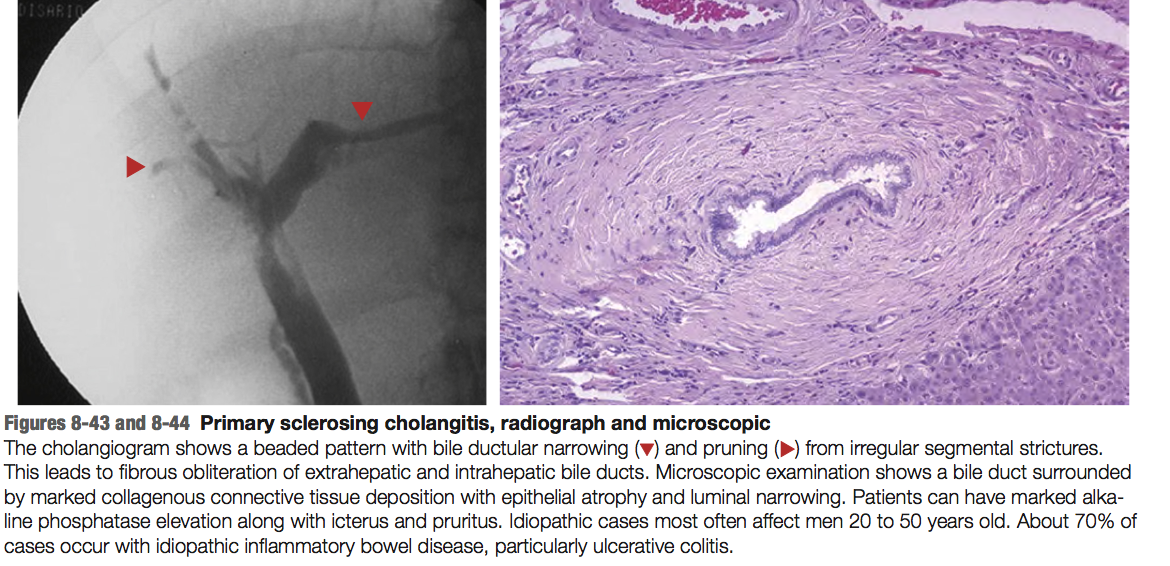 DISARIO
Figures 8-43 and 8-44 Primary sclerosing cholangitis, radiograph and microscopic
The cholangiogram shows a beaded pattern with bile ductular narrowing (▼) and pruning (▶) from irregular segmental strictures.
This leads to fibrous obliteration of extrahepatic and intrahepatic bile ducts. Microscopic examination shows a bile duct surrounded
by marked collagenous connective tissue deposition with epithelial atrophy and luminal narrowing. Patients can have marked alka-
line phosphatase elevation along with icterus and pruritus. Idiopathic cases most often affect men 20 to 50 years old. About 70% of
cases occur with idiopathic inflammatory bowel disease, particularly ulcerative colitis.